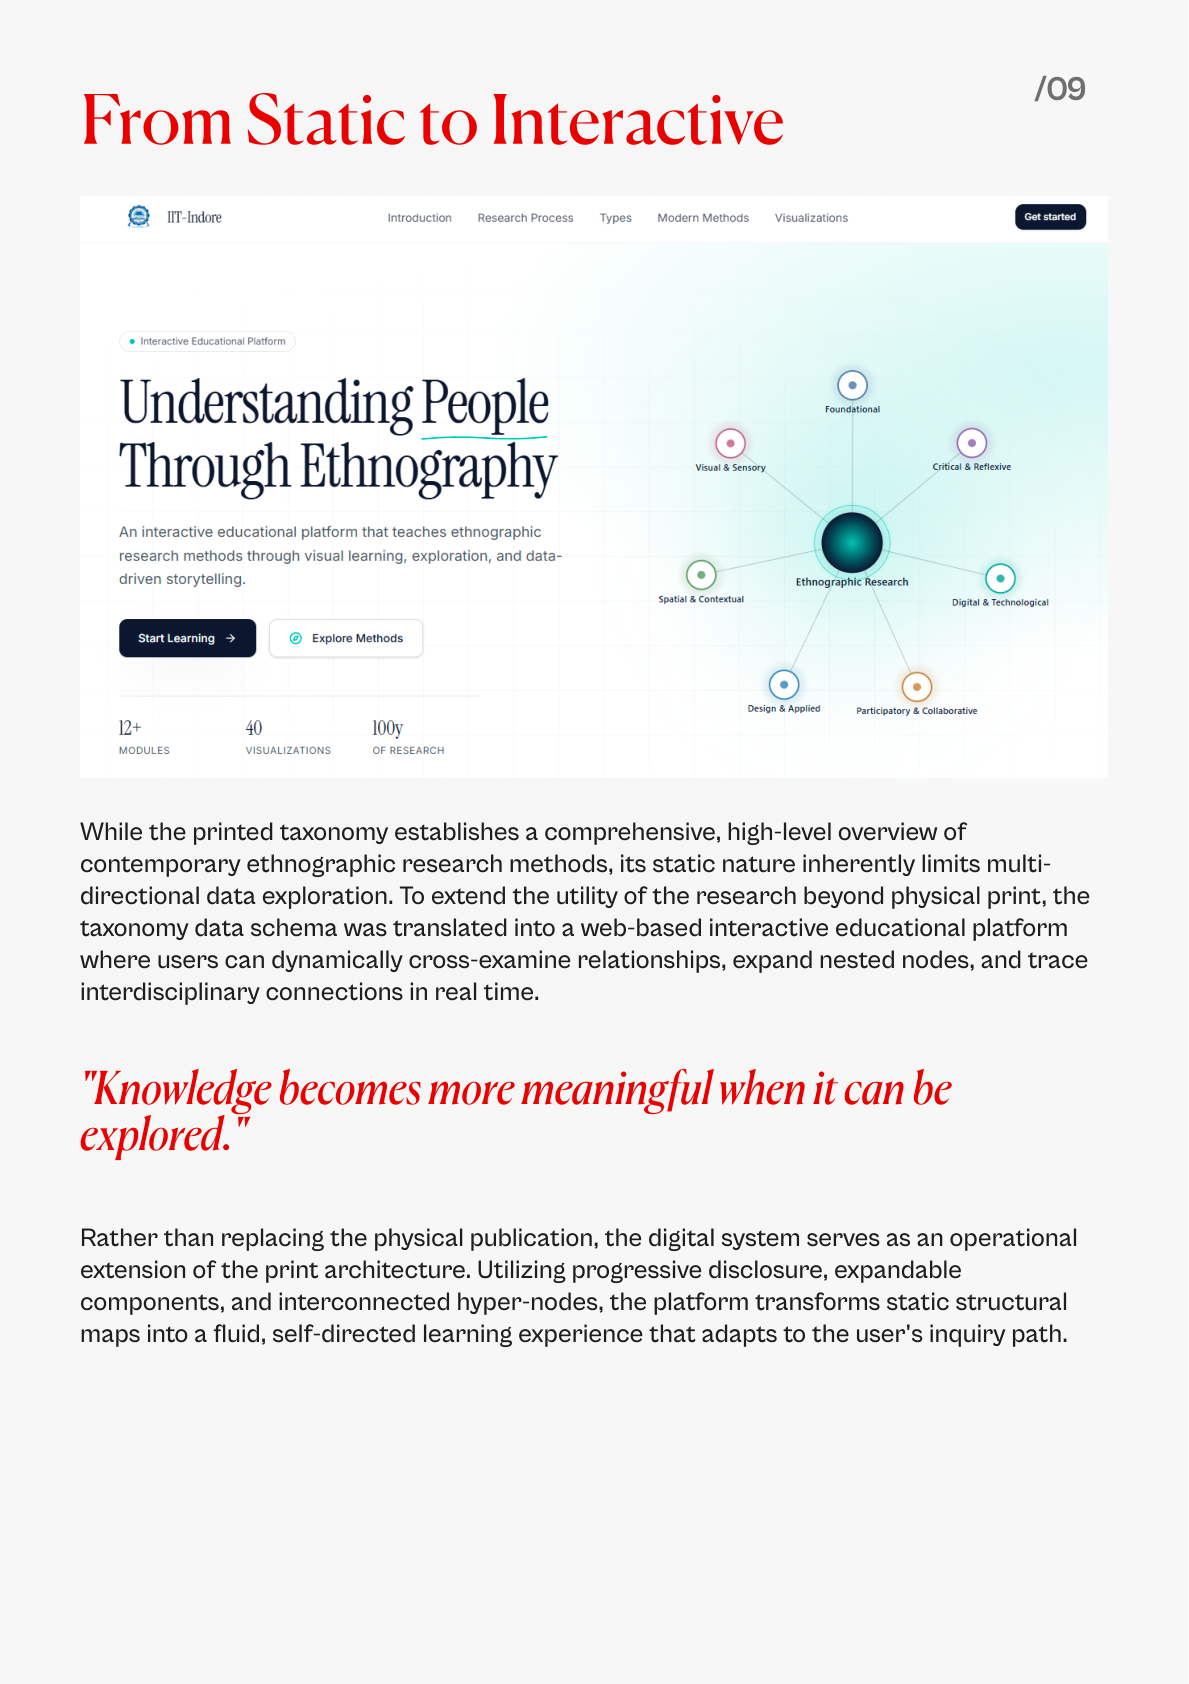 /09
From Static to Interactive
IIT-Indore
Introduction
Research Process
Types
Modern Methods
Visualizations
Get started
Interactive Educational Platform
Understanding People
Through Ethnography
An interactive educational platform that teaches ethnographic
research methods through visual learning, exploration, and data-
driven storytelling.
Start Learning →
Explore Methods
12+
MODULES
40
VISUALIZATIONS
100y
OF RESEARCH
Foundational
Visual & Sensory
Critical & Reflexive
Ethnographic Research
Spatial & Contextual
Digital & Technological
Design & Applied
Participatory & Collaborative
While the printed taxonomy establishes a comprehensive, high-level overview of
contemporary ethnographic research methods, its static nature inherently limits multi-
directional data exploration. To extend the utility of the research beyond physical print, the
taxonomy data schema was translated into a web-based interactive educational platform
where users can dynamically cross-examine relationships, expand nested nodes, and trace
interdisciplinary connections in real time.
"Knowledge becomes more meaningful when it can be
explored."
Rather than replacing the physical publication, the digital system serves as an operational
extension of the print architecture. Utilizing progressive disclosure, expandable
components, and interconnected hyper-nodes, the platform transforms static structural
maps into a fluid, self-directed learning experience that adapts to the user's inquiry path.